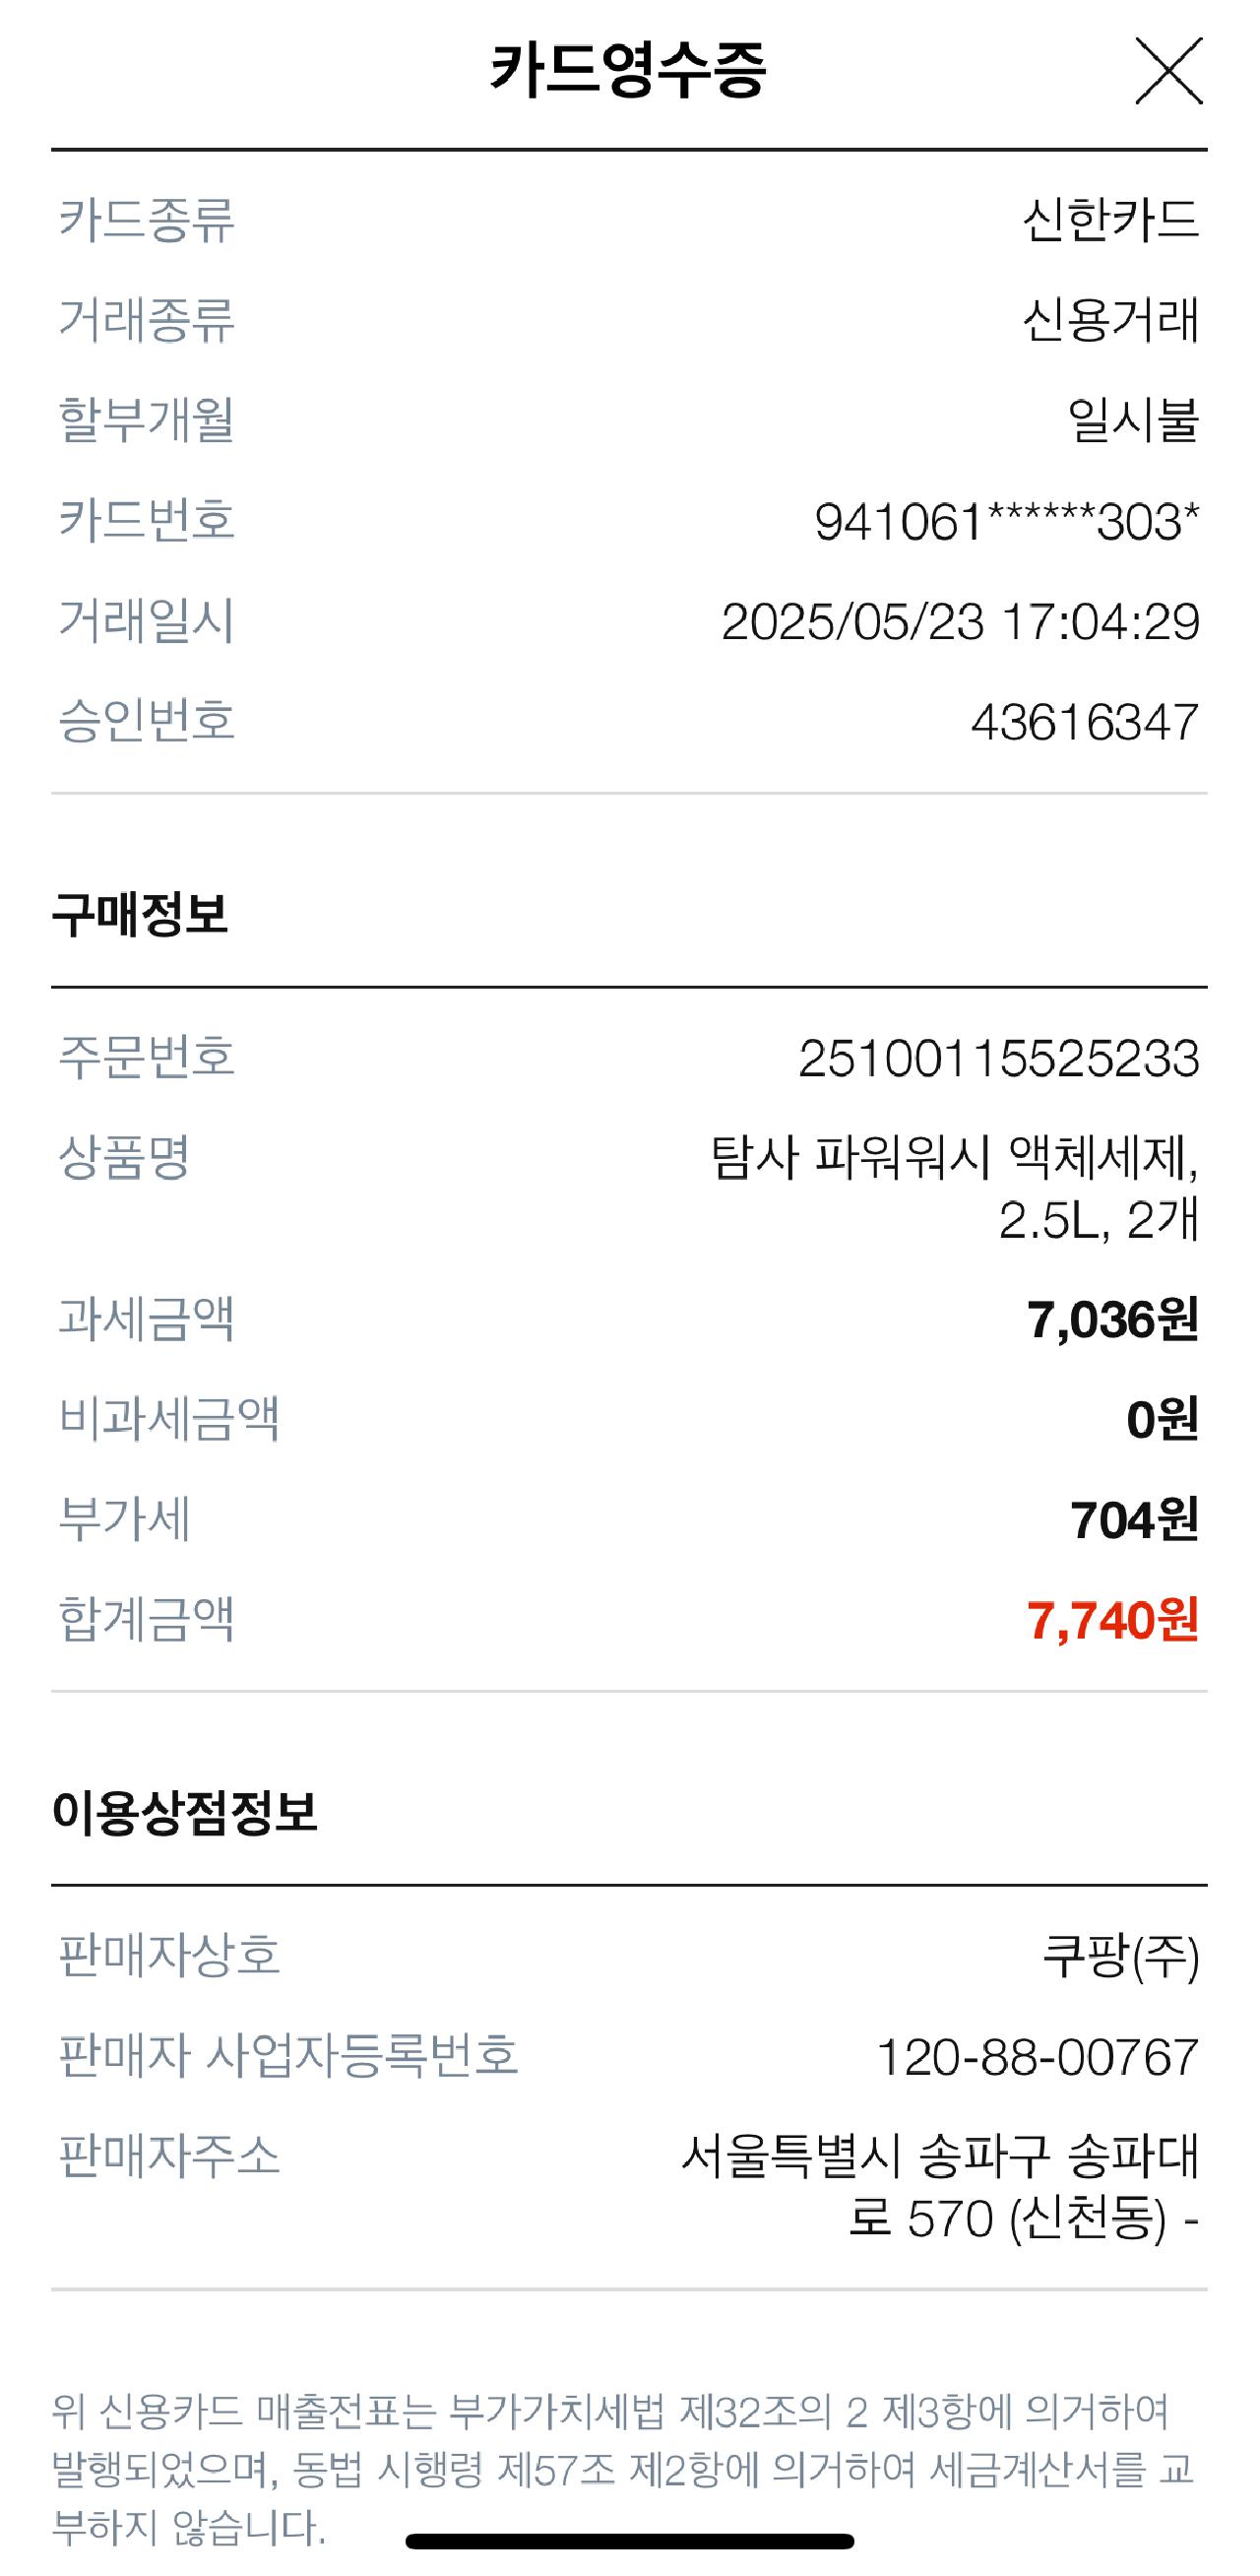 카드영수증
카드종류 신한카드
거래종류 신용거래
할부개월 일시불
카드번호 941061******303*
거래일시 2025/05/23 17:04:29
승인번호 43616347
구매정보
주문번호 25100115525233
상품명 탐사 파워워시 액체세제,
2.5L, 2개
과세금액 7,036원
비과세금액 0원
부가세 704원
합계금액 7,740원
이용상점정보
판매자상호 쿠팡(주)
판매자 사업자등록번호 120-88-00767
판매자주소 서울특별시 송파구 송파대
로 570 (신천동) -
위 신용카드 매출전표는 부가가치세법 제32조의 2 제3항에 의거하여
발행되었으며, 동법 시행령 제57조 제2항에 의거하여 세금계산서를 교
부하지 않습니다.